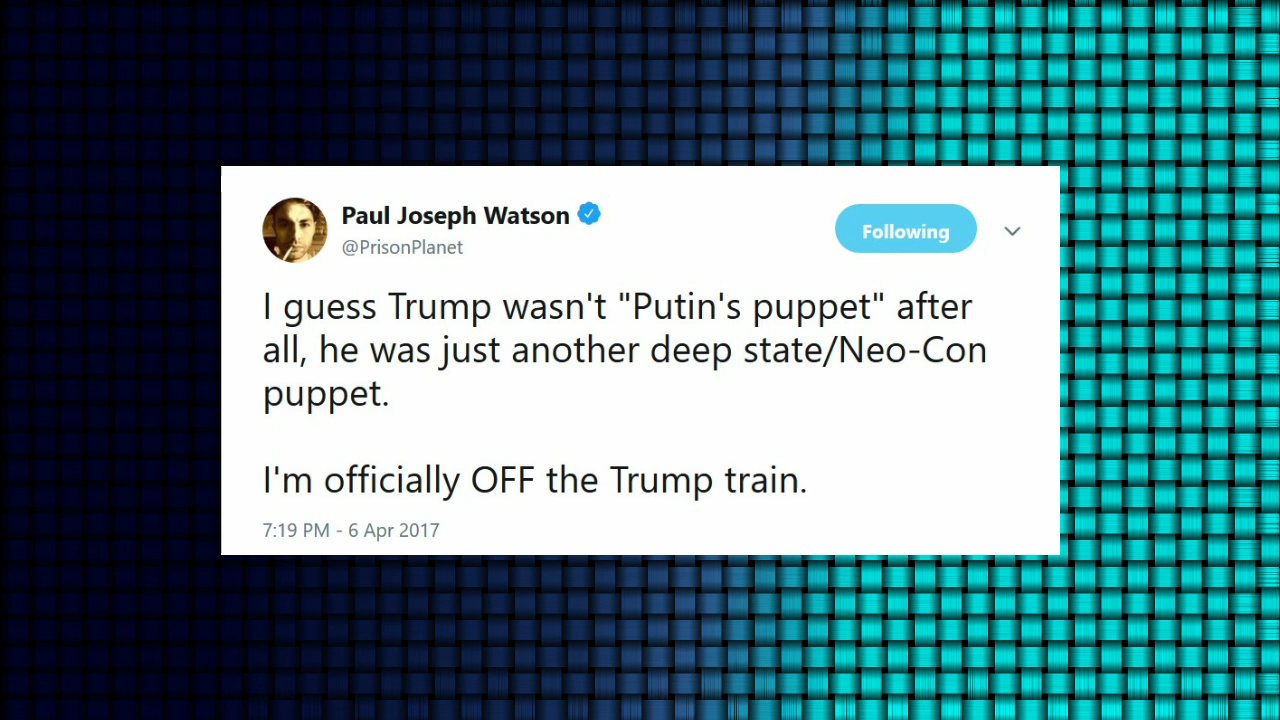 Paul Joseph Watson
@PrisonPlanet
Following
I guess Trump wasn't "Putin's puppet" after
all, he was just another deep state/Neo-Con
puppet.
I'm officially OFF the Trump train.
7:19 PM - 6 Apr 2017